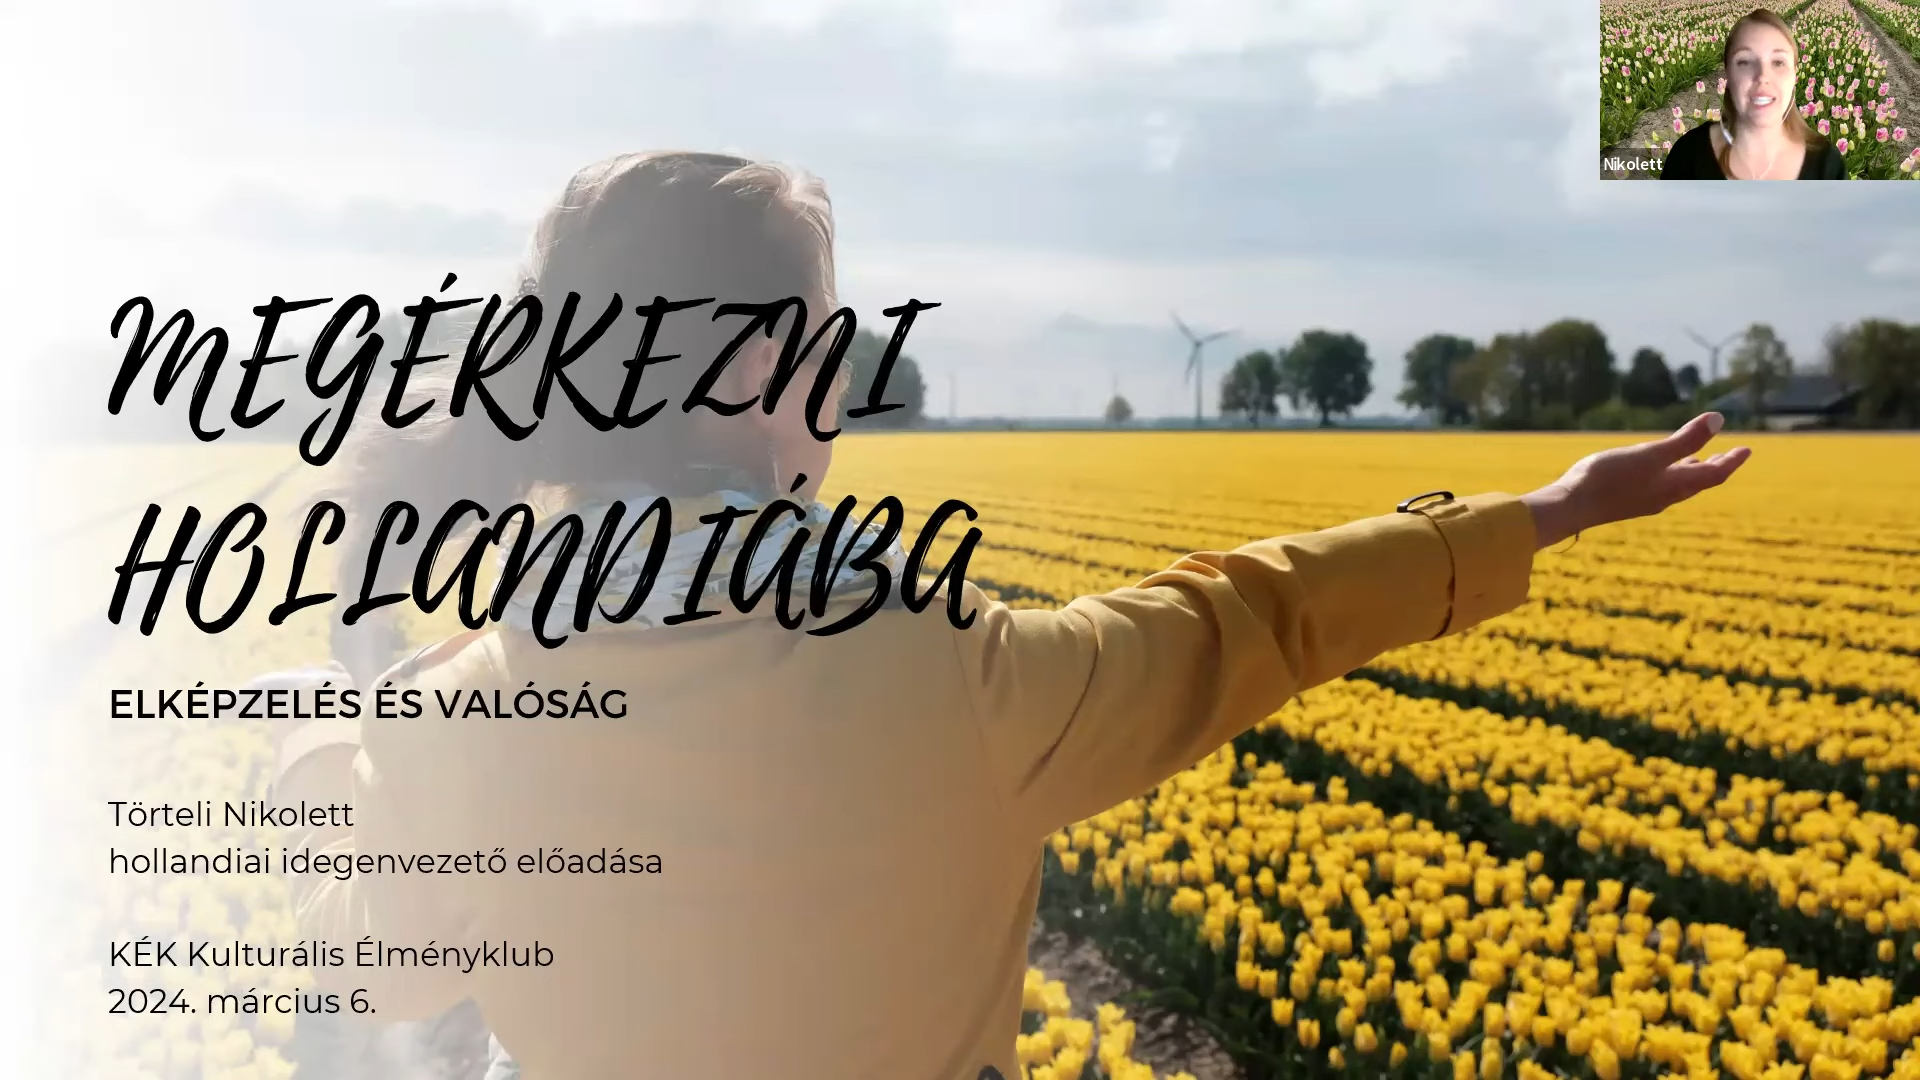 Nikolett
MEGÉRKEZNI
HOLLANDIÁBA
ELKÉPZELÉS ÉS VALÓSÁG
Törteli Nikolett
hollandiai idegenvezető előadása
KÉK Kulturális Élményklub
2024. március 6.